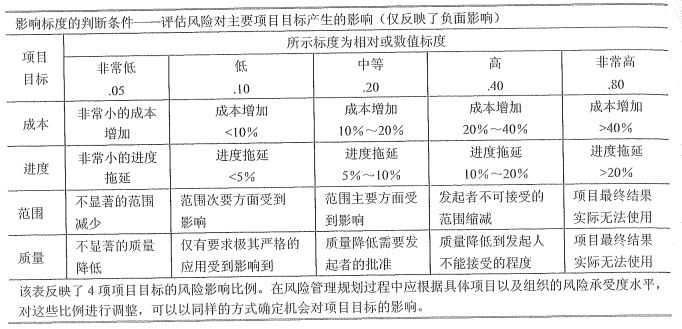 影响标度的判断条件——评估风险对主要项目目标产生的影响（仅反映了负面影响）
项目
目标
所示标度为相对或数值标度
非常低
.05
低
.10
中等
.20
高
.40
非常高
.80
成本
非常小的成本
增加
成本增加
<10%
成本增加
10%～20%
成本增加
20%～40%
成本增加
>40%
进度
非常小的进度
拖延
进度拖延
<5%
进度拖延
5%～10%
进度拖延
10%～20%
进度拖延
>20%
范围
不显著的范围
减少
范围次要方面受到
影响
范围主要方面受
到影响
发起者不可接受的
范围缩减
项目最终结果
实际无法使用
质量
不显著的质量
降低
仅有要求极其严格的
应用受到影响到
质量降低需要发
起者的批准
质量降低到发起人
不能接受的程度
项目最终结果
实际无法使用
该表反映了 4 项项目目标的风险影响比例。在风险管理规划过程中应根据具体项目以及组织的风险承受度水平，
对这些比例进行调整，可以以同样的方式确定机会对项目目标的影响。